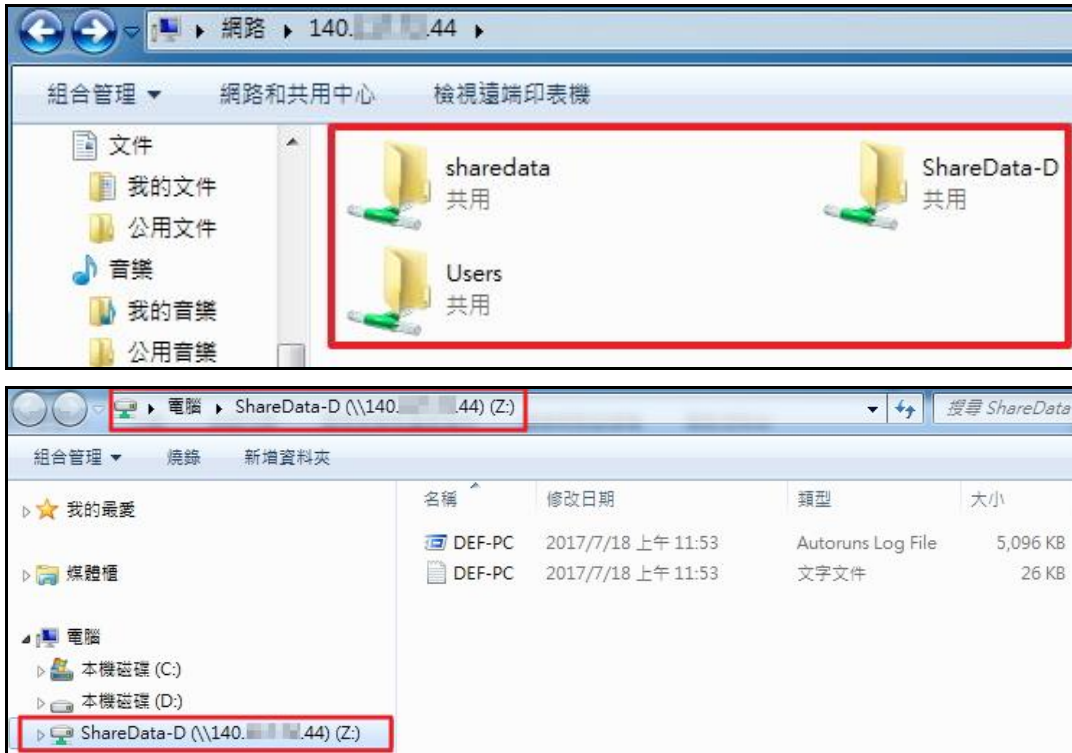 網路 140. .44
組合管理 網路和共用中心 檢視遠端印表機
文件
我的文件
公用文件
音樂
我的音樂
公用音樂
sharedata
共用
ShareData-D
共用
Users
共用
電腦 ShareData-D (\\140. .44) (Z:)
搜尋 ShareData
組合管理 燒錄 新增資料夾
我的最愛
媒體櫃
電腦
本機磁碟 (C:)
本機磁碟 (D:)
ShareData-D (\\140. .44) (Z:)
名稱 修改日期 類型 大小
DEF-PC 2017/7/18 上午 11:53 Autoruns Log File 5,096 KB
DEF-PC 2017/7/18 上午 11:53 文字文件 26 KB